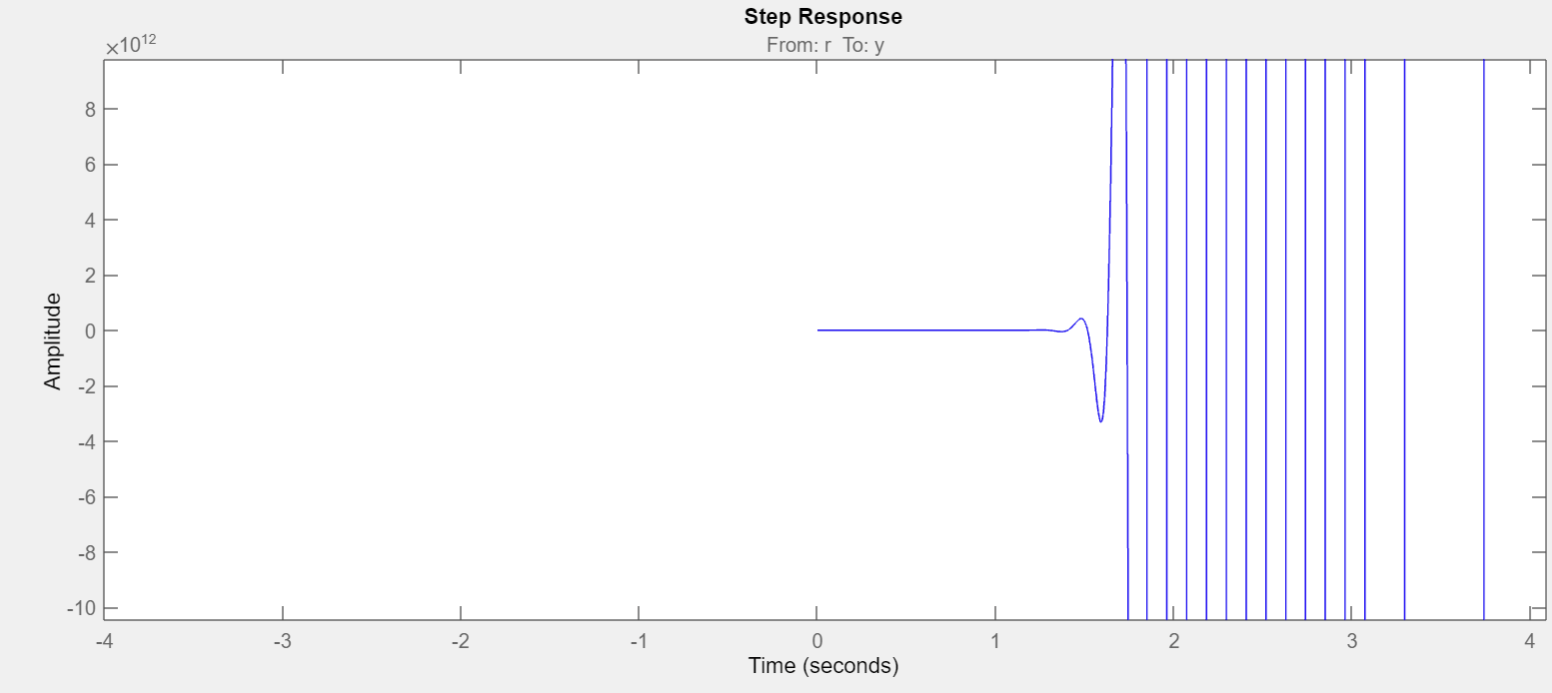 Step Response
From: r To: y
×10¹²
8
6
4
2
0
-2
-4
-6
-8
-10
Amplitude
-4 -3 -2 -1 0 1 2 3 4
Time (seconds)